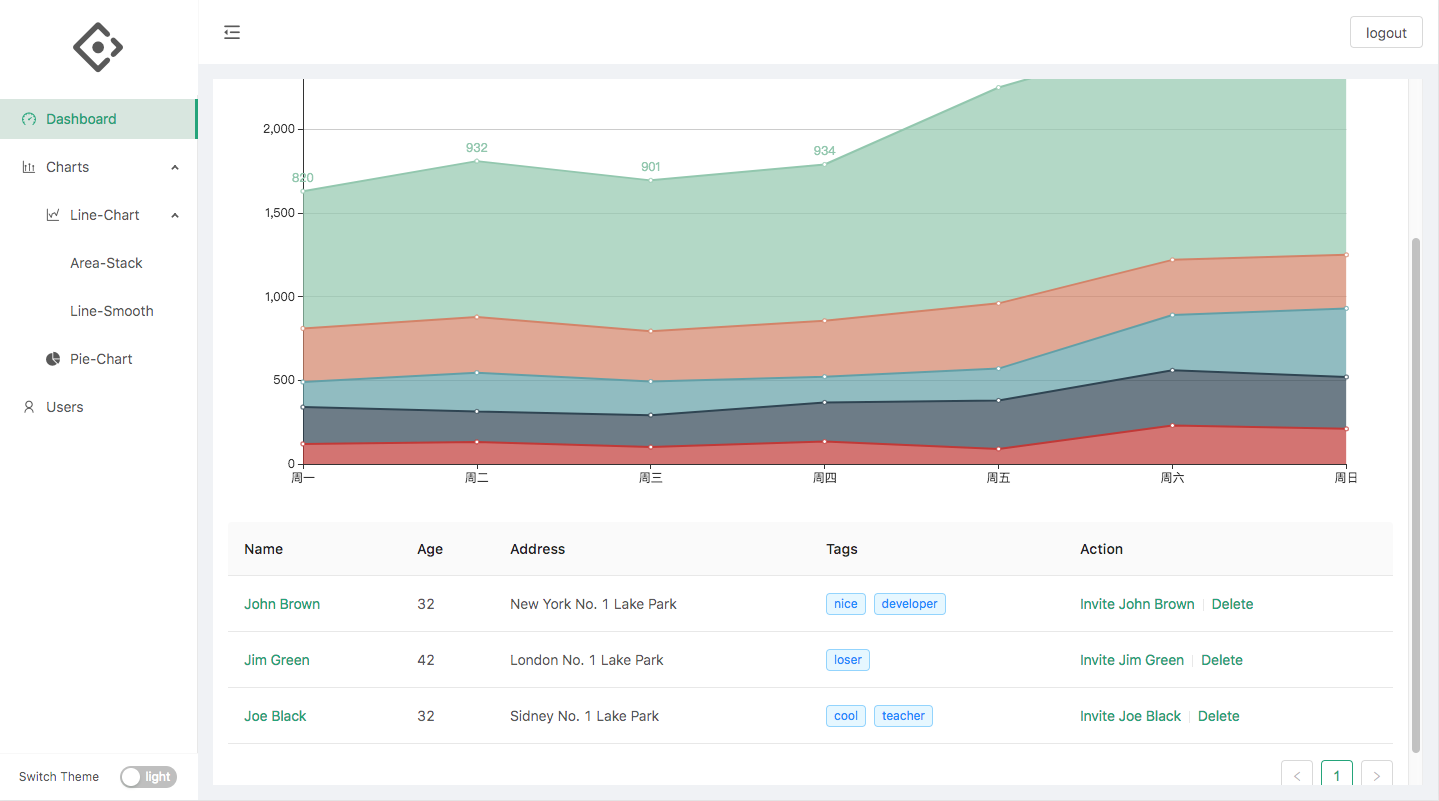 logout
Dashboard
Charts
Line-Chart
Area-Stack
Line-Smooth
Pie-Chart
Users
Switch Theme light
2,000
1,500
1,000
500
0
820 932 901 934
周一 周二 周三 周四 周五 周六 周日
Name Age Address Tags Action
John Brown 32 New York No. 1 Lake Park nice developer Invite John Brown Delete
Jim Green 42 London No. 1 Lake Park loser Invite Jim Green Delete
Joe Black 32 Sidney No. 1 Lake Park cool teacher Invite Joe Black Delete
1